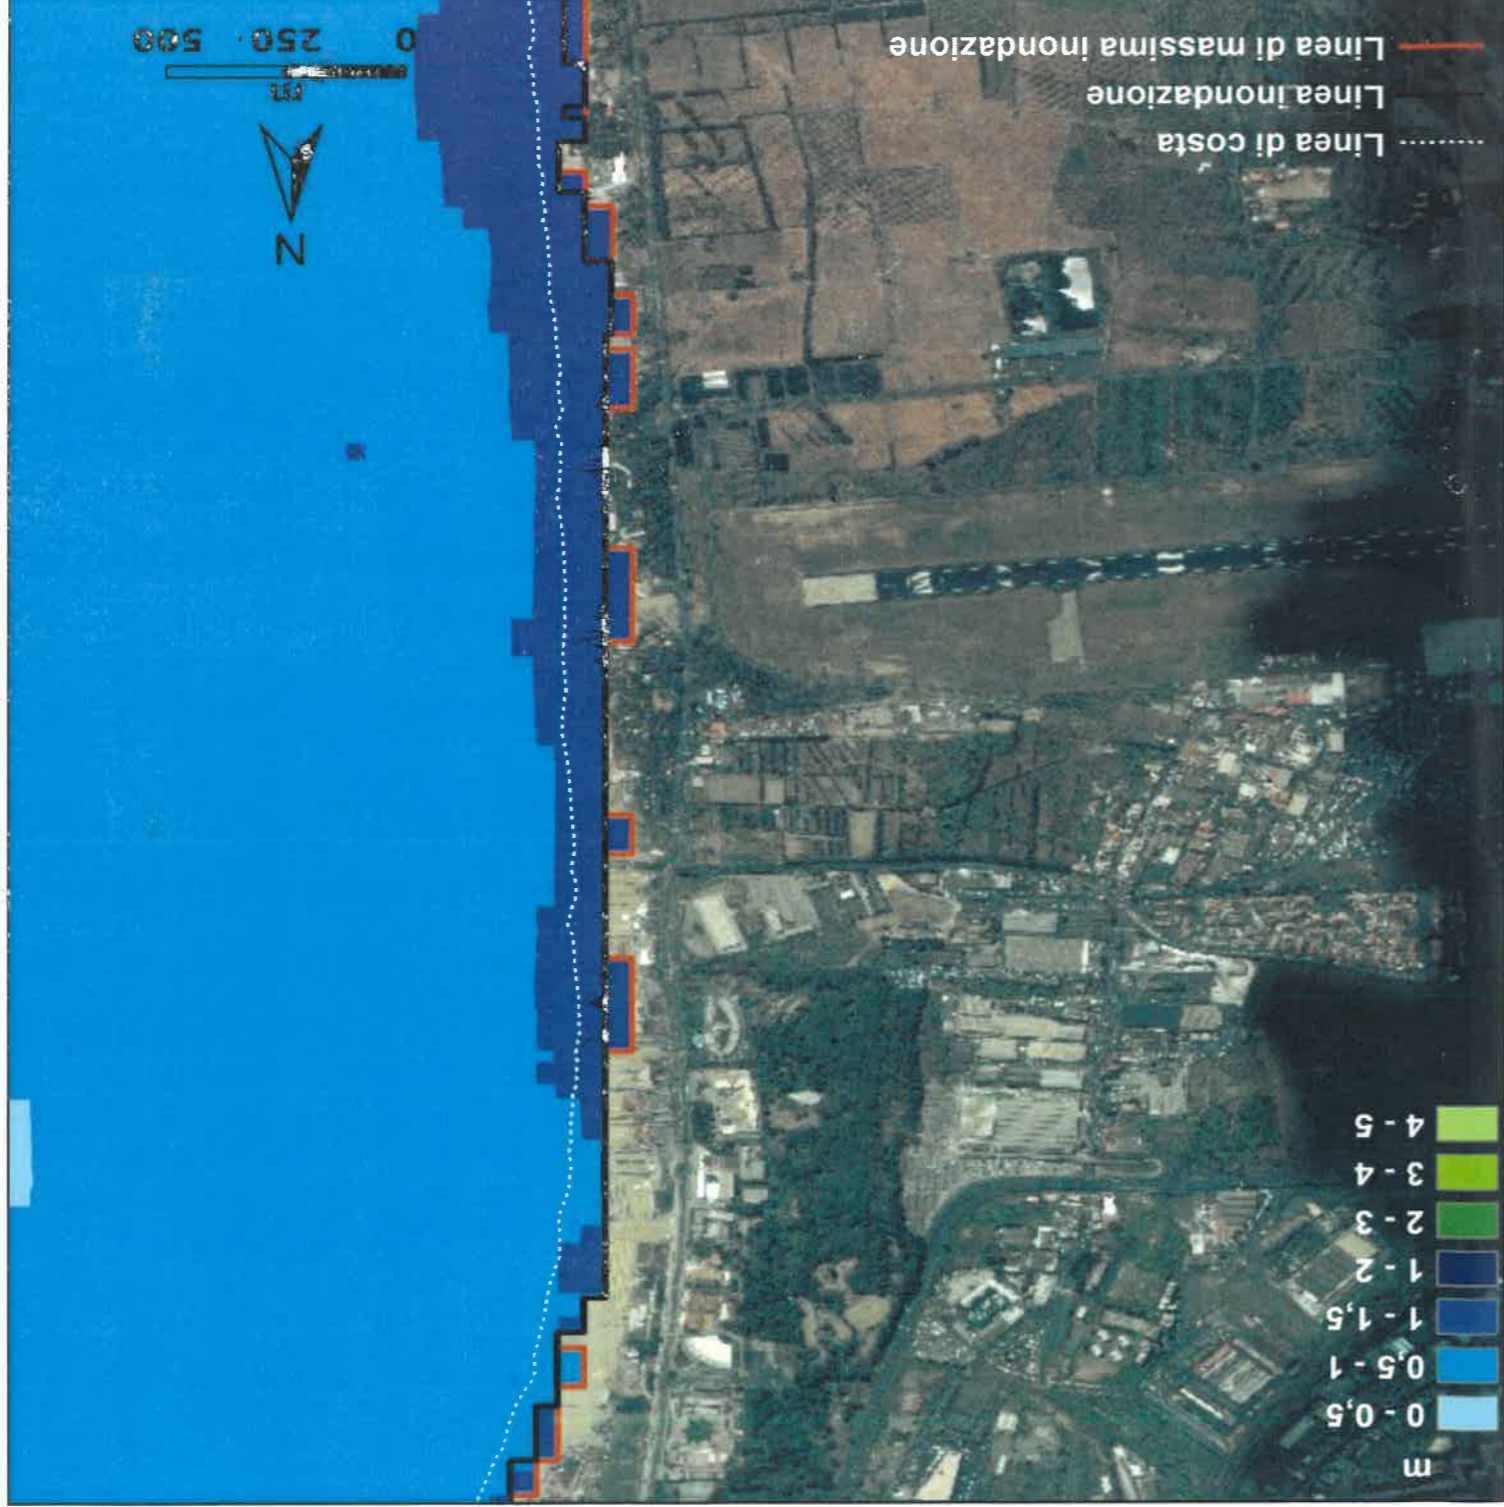 m
0 - 0,5
0,5 - 1
1 - 1,5
1 - 2
2 - 3
3 - 4
4 - 5
Linea di costa
Linea inondazione
Linea di massima inondazione
N
m
0 250 500